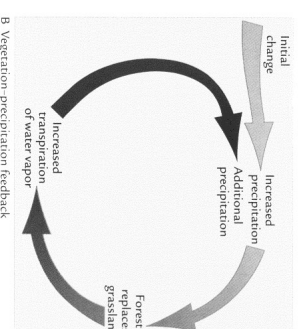 Initial
change
Increased
precipitation
Additional
precipitation
Forest
replace
grasslan
Increased
transpiration
of water vapor
B Vegetation–precipitation feedback